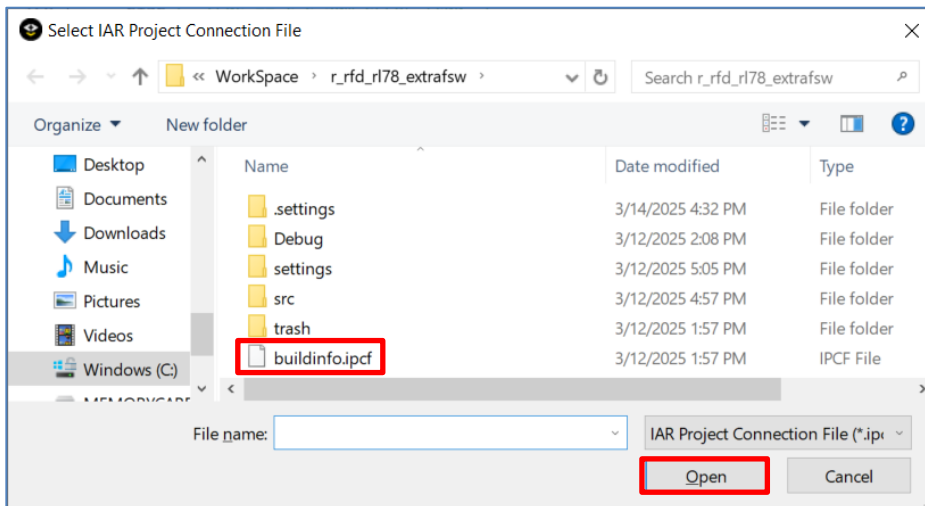 Select IAR Project Connection File
« WorkSpace › r_rfd_rl78_extrafsw ›
Search r_rfd_rl78_extrafsw
Organize New folder
Name Date modified Type
Desktop
Documents
Downloads
Music
Pictures
Videos
Windows (C:)
.settings 3/14/2025 4:32 PM File folder
Debug 3/12/2025 2:08 PM File folder
settings 3/12/2025 5:05 PM File folder
src 3/12/2025 4:57 PM File folder
trash 3/12/2025 1:57 PM File folder
buildinfo.ipcf 3/12/2025 1:57 PM IPCF File
File name: IAR Project Connection File (*.ip
Open Cancel